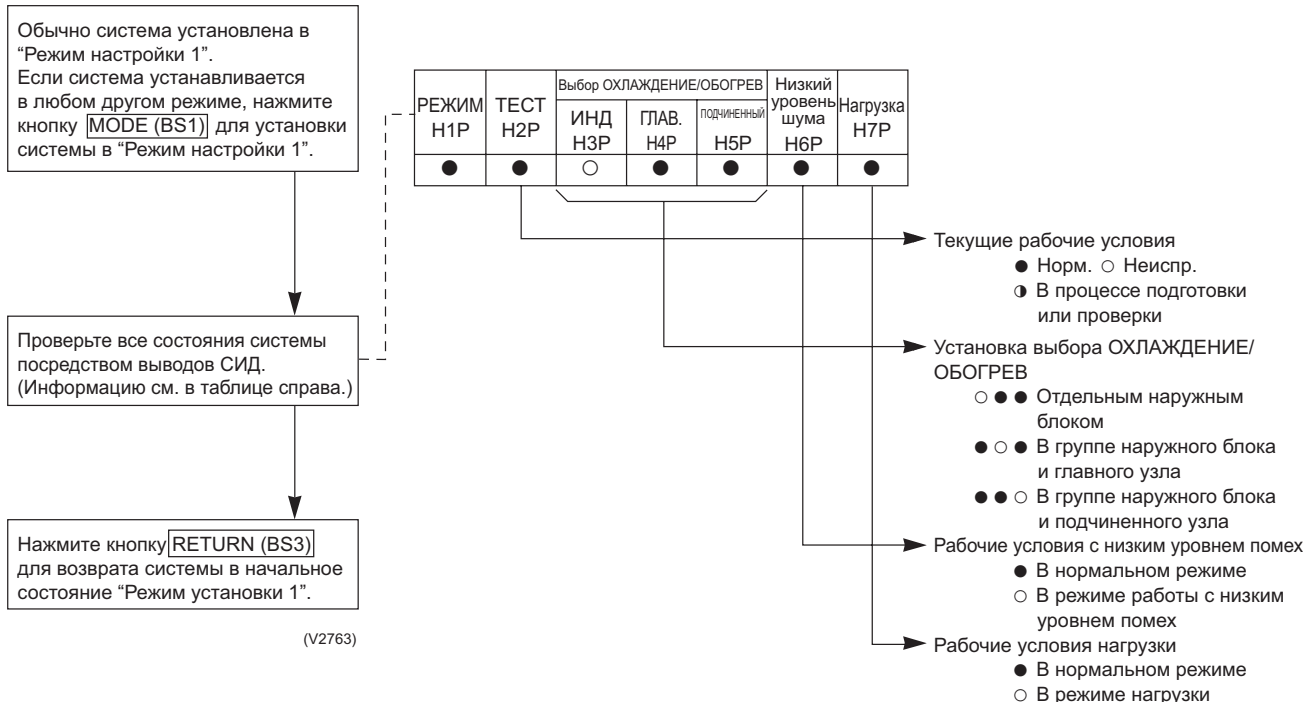 Обычно система установлена в
“Режим настройки 1”.
Если система устанавливается
в любом другом режиме, нажмите
кнопку MODE (BS1) для установки
системы в “Режим настройки 1”.
Проверьте все состояния системы
посредством выводов СИД.
(Информацию см. в таблице справа.)
Нажмите кнопку RETURN (BS3)
для возврата системы в начальное
состояние “Режим установки 1”.
(V2763)
РЕЖИМ
H1P
ТЕСТ
H2P
Выбор ОХЛАЖДЕНИЕ/ОБОГРЕВ
ИНД
H3P
ГЛАВ.
H4P
ПОДЧИНЕННЫЙ
H5P
Низкий
уровень
шума
H6P
Нагрузка
H7P
● ● ○ ● ● ● ●
Текущие рабочие условия
● Норм. ○ Неиспр.
◑ В процессе подготовки
или проверки
Установка выбора ОХЛАЖДЕНИЕ/
ОБОГРЕВ
○ ● ● Отдельным наружным
блоком
● ○ ● В группе наружного блока
и главного узла
● ● ○ В группе наружного блока
и подчиненного узла
Рабочие условия с низким уровнем помех
● В нормальном режиме
○ В режиме работы с низким
уровнем помех
Рабочие условия нагрузки
● В нормальном режиме
○ В режиме нагрузки